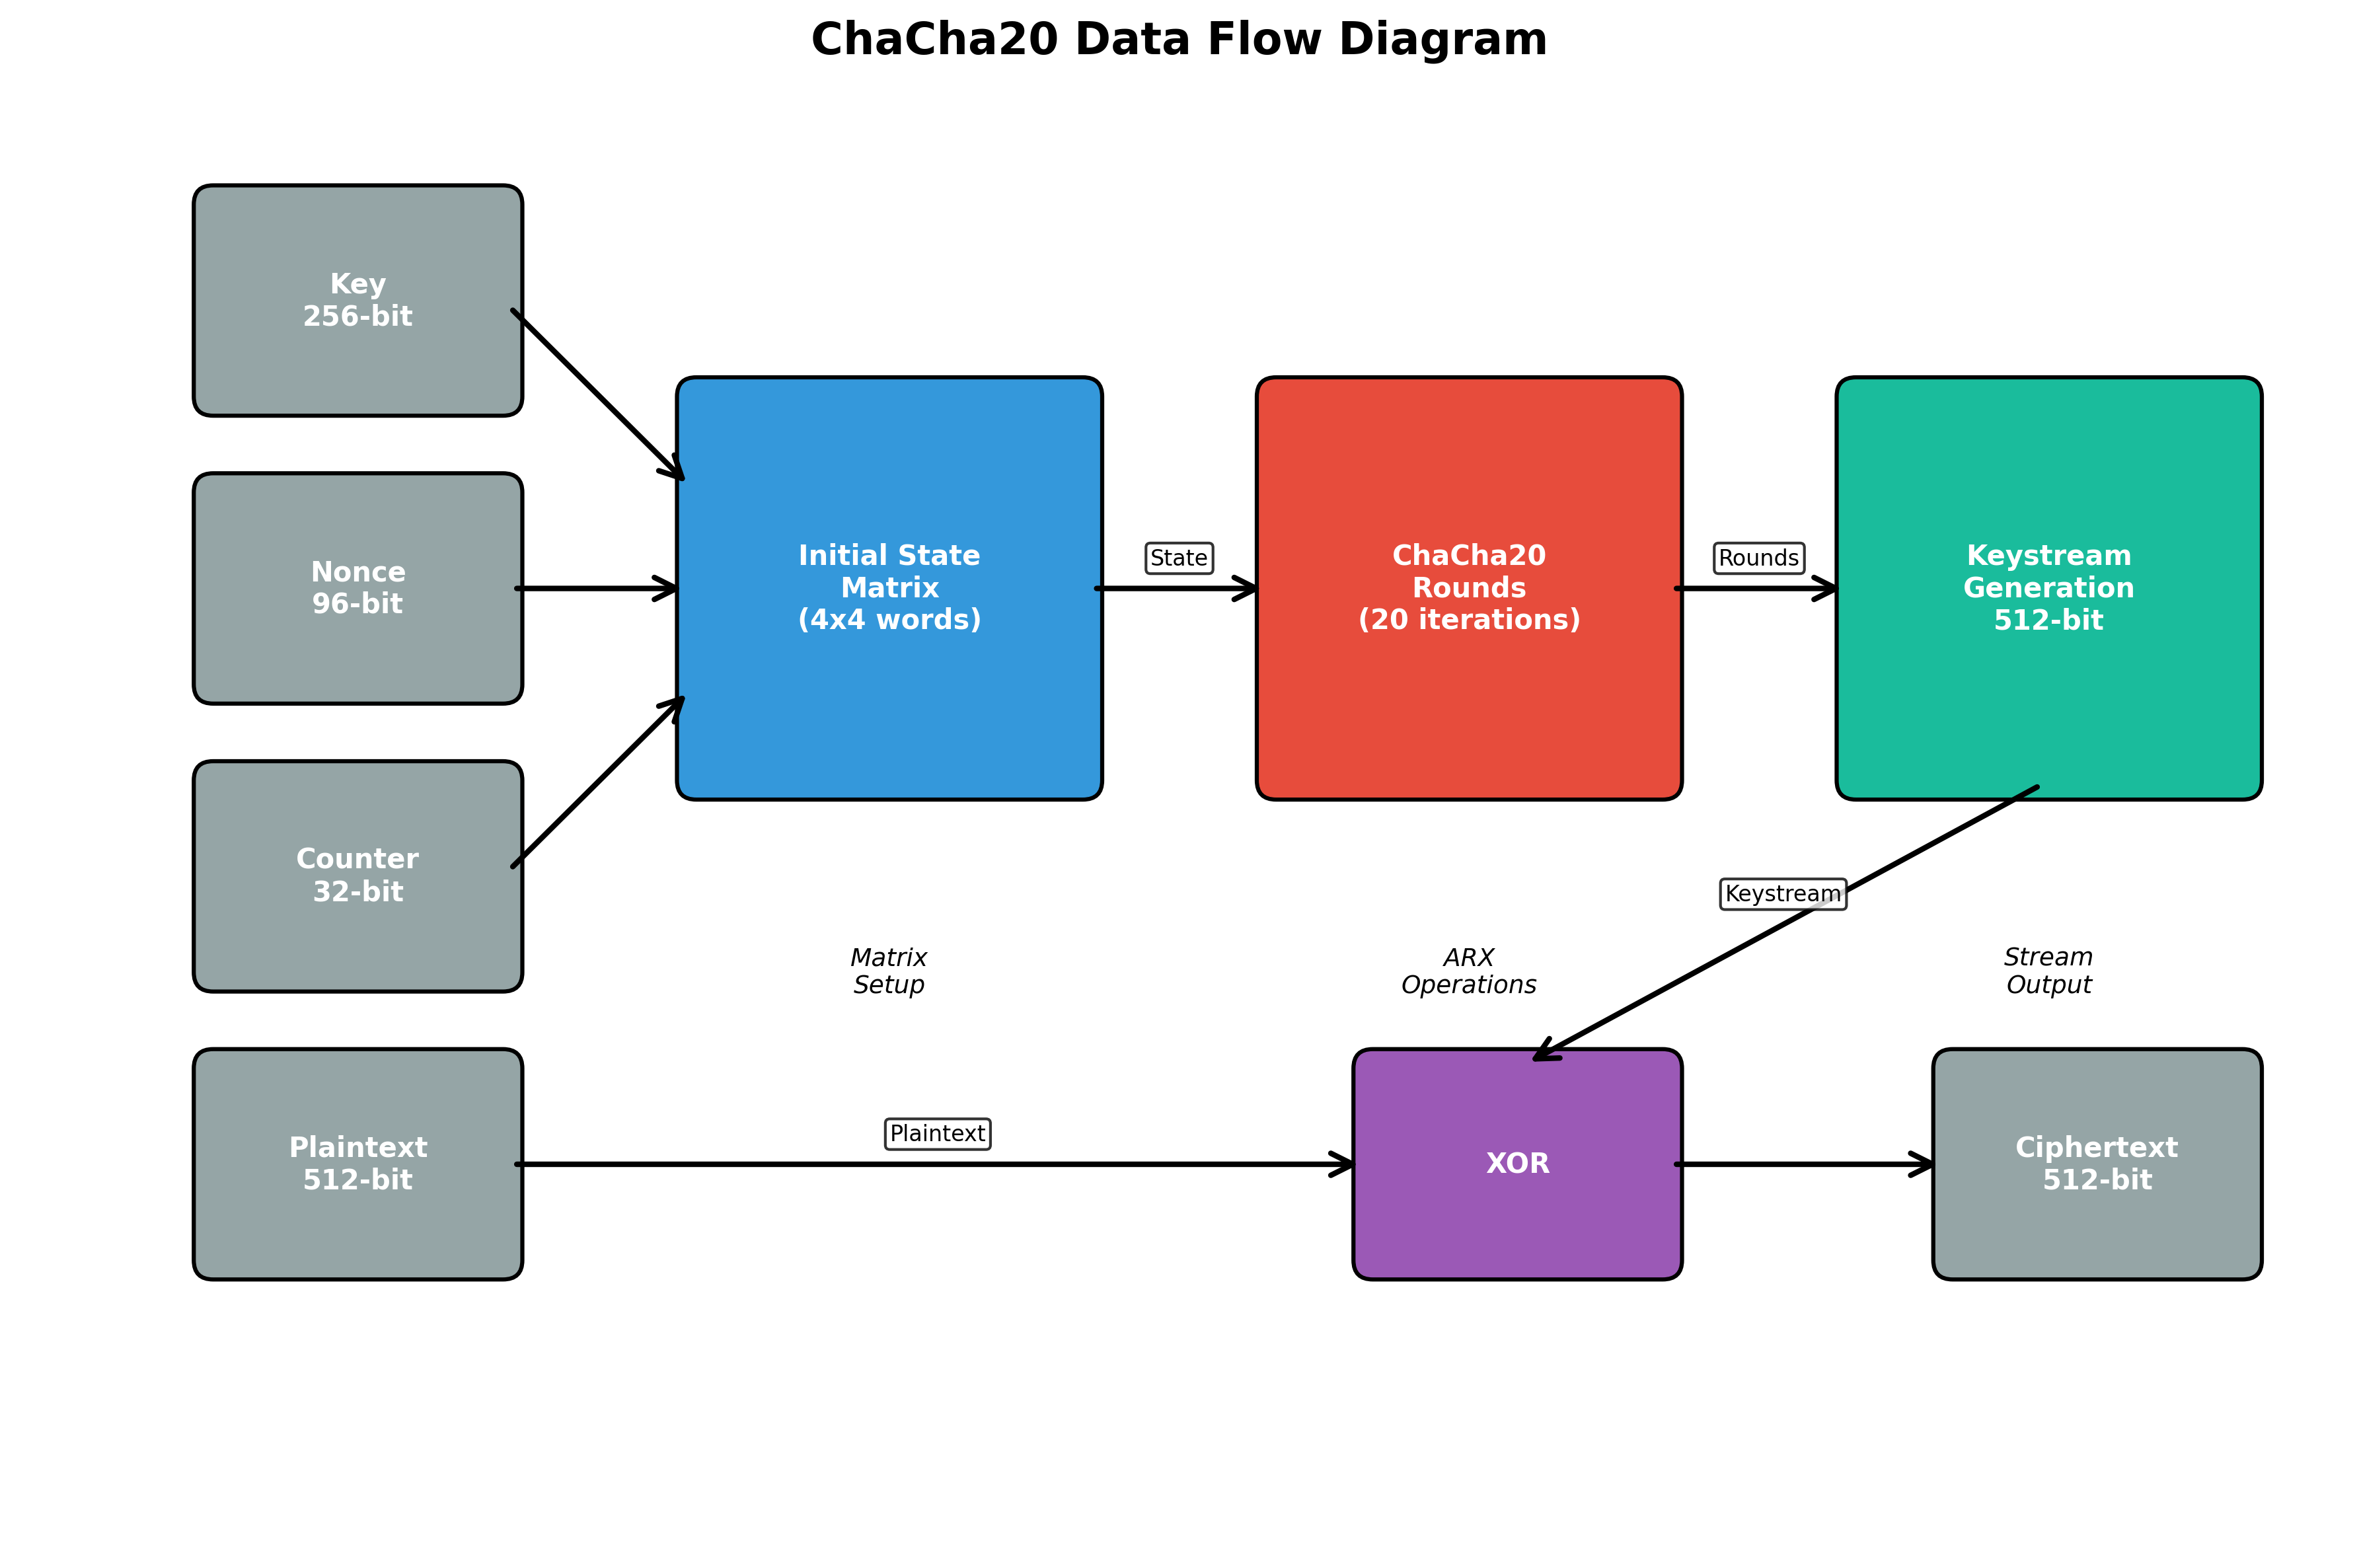 ChaCha20 Data Flow Diagram
Key
256-bit
Nonce
96-bit
Counter
32-bit
Initial State
Matrix
(4x4 words)
State
ChaCha20
Rounds
(20 iterations)
Rounds
Keystream
Generation
512-bit
Keystream
Matrix
Setup
ARX
Operations
Stream
Output
Plaintext
512-bit
Plaintext
XOR
Ciphertext
512-bit